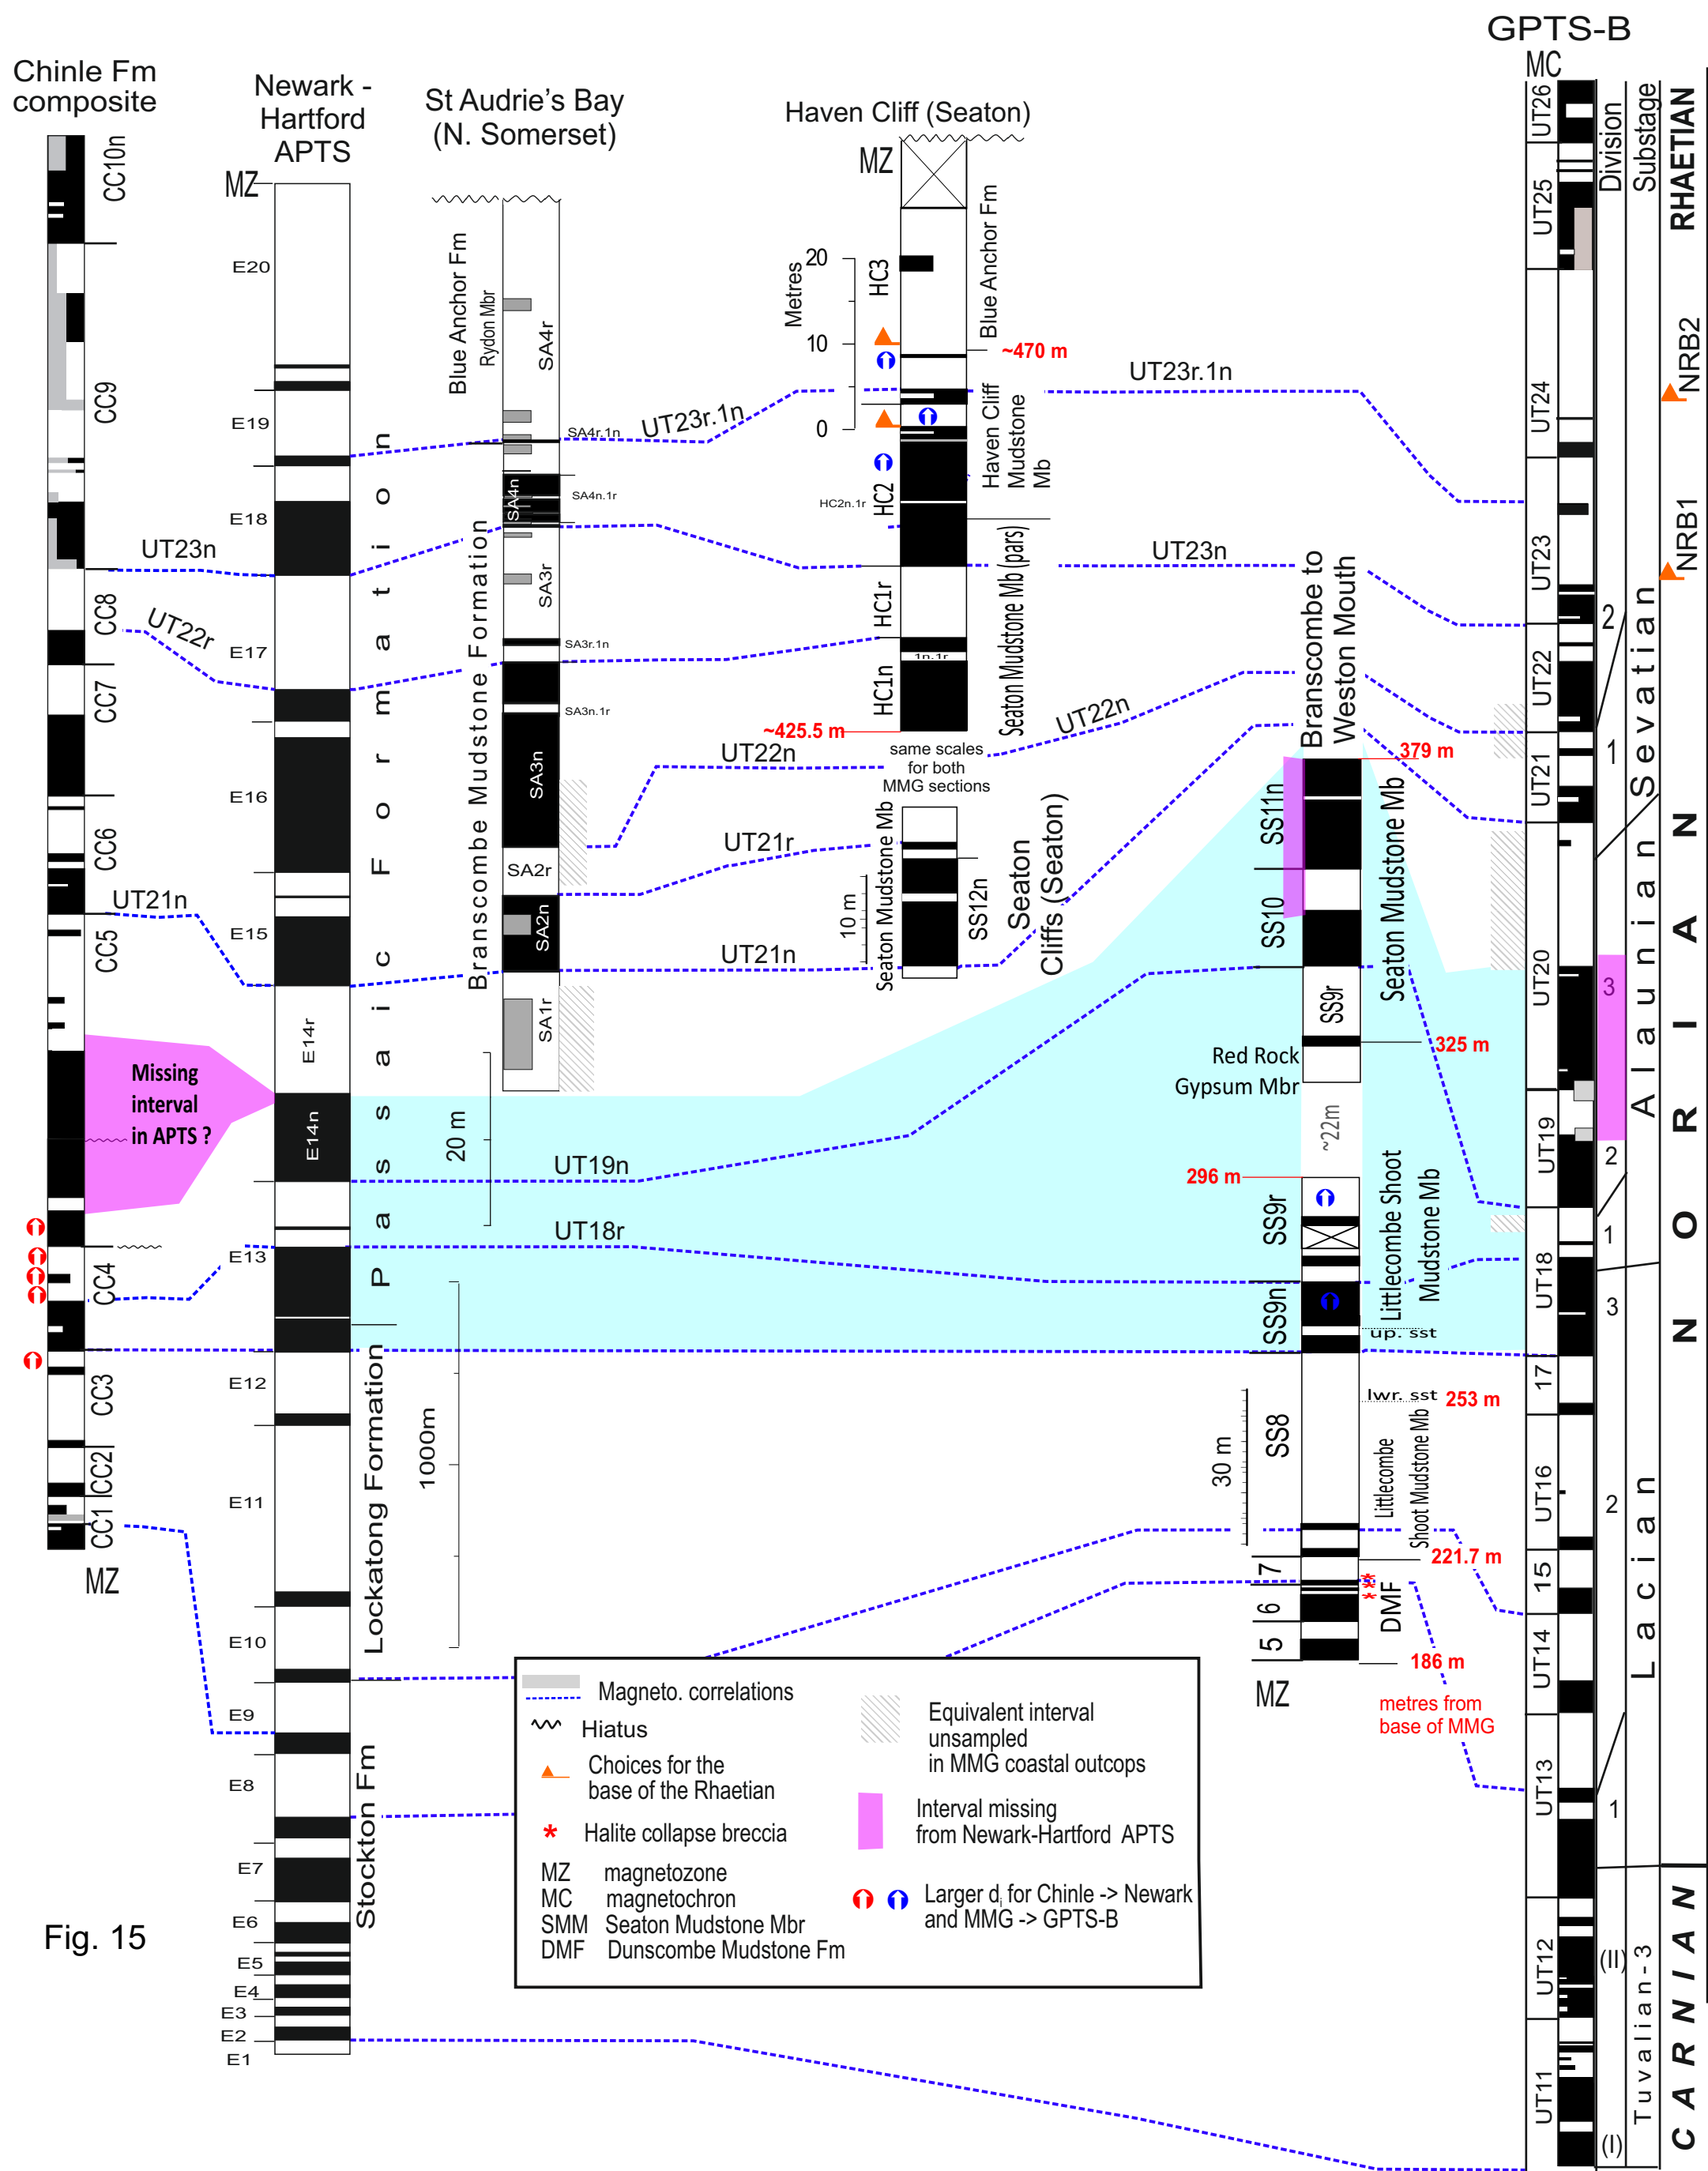 GPTS-B
MC
Chinle Fm
composite
Newark -
Hartford
APTS
St Audrie's Bay
(N. Somerset)
Haven Cliff (Seaton)
MZ
MZ
CC10n
CC9
CC8
CC7
CC6
CC5
CC4
CC3
CC2
CC1
MZ
E20
E19
E18
E17
E16
E15
E14r
E14n
E13
E12
E11
E10
E9
E8
E7
E6
E5
E4
E3
E2
E1
Passaic Formation
Lockatong Formation
Stockton Fm
UT23n
UT22r
UT21n
Missing
interval
in APTS ?
Blue Anchor Fm
Rydon Mbr
Branscombe Mudstone Formation
SA4r
SA4r.1n
SA4n
SA4n.1r
SA3r
SA3r.1n
SA3n.1r
SA3n
SA2r
SA2n
SA1r
20 m
1000m
UT23r.1n
UT22n
UT21r
UT21n
UT19n
UT18r
Metres
20
10
0
HC3
HC2
HC2n.1r
HC1r
1n.1r
HC1n
Blue Anchor Fm
~470 m
Haven Cliff
Mudstone
Mb
Seaton Mudstone Mb (pars)
~425.5 m
same scales
for both
MMG sections
UT23r.1n
UT23n
UT22n
Seaton Mudstone Mb
10 m
SS12n
Seaton
Cliffs (Seaton)
Branscombe to
Weston Mouth
379 m
SS11n
SS10
SS9r
Seaton Mudstone Mb
325 m
Red Rock
Gypsum Mbr
~22m
296 m
SS9r
SS9n
Littlecombe Shoot
Mudstone Mb
up. sst
lwr. sst
253 m
SS8
30 m
Littlecombe
Shoot Mudstone Mb
221.7 m
7
6
5
DMF
186 m
MZ
metres from
base of MMG
UT26
UT25
UT24
UT23
UT22
UT21
UT20
UT19
UT18
17
UT16
15
UT14
UT13
UT12
UT11
Division
2
1
3
2
1
3
2
1
(II)
(I)
Substage
Sevatian
Alaunian
Lacian
Tuvalian-3
RHAETIAN
NORIAN
CARNIAN
NRB2
NRB1
Magneto. correlations
Hiatus
Choices for the
base of the Rhaetian
* Halite collapse breccia
MZ magnetozone
MC magnetochron
SMM Seaton Mudstone Mbr
DMF Dunscombe Mudstone Fm
Equivalent interval
unsampled
in MMG coastal outcops
Interval missing
from Newark-Hartford APTS
Larger di for Chinle -> Newark
and MMG -> GPTS-B
Fig. 15